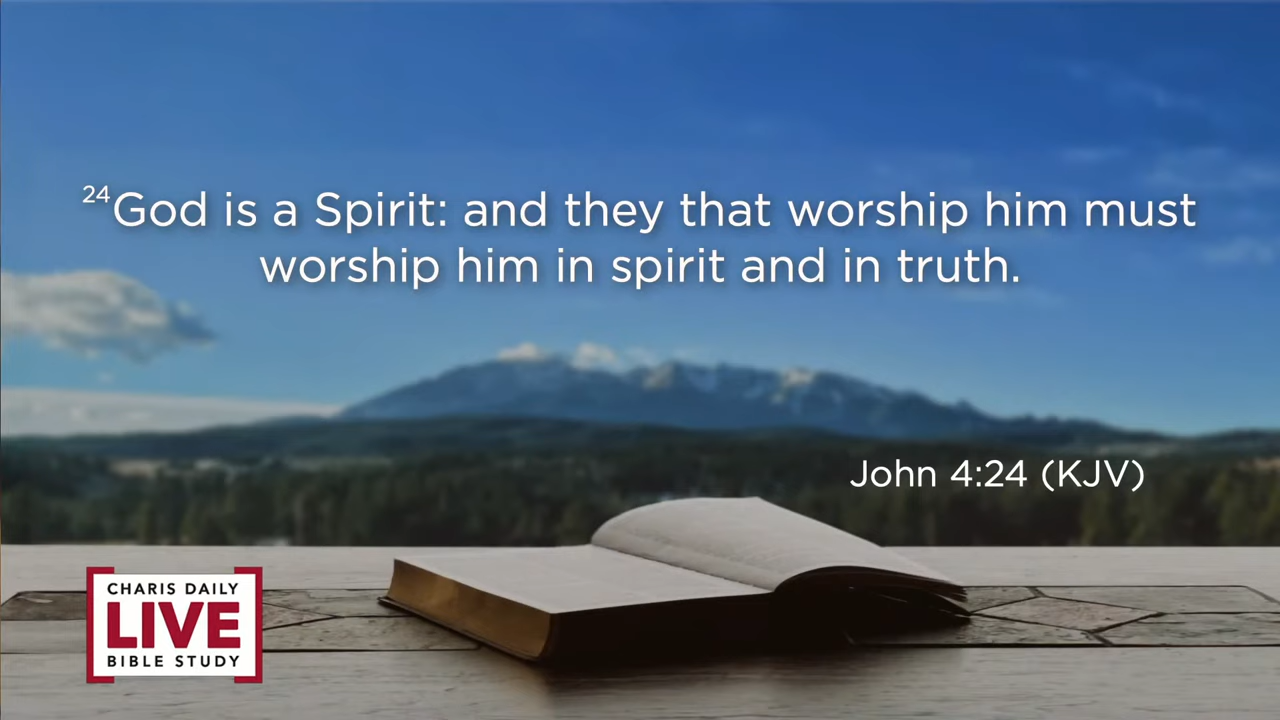 24God is a Spirit: and they that worship him must
worship him in spirit and in truth.
John 4:24 (KJV)
CHARIS DAILY
LIVE
BIBLE STUDY